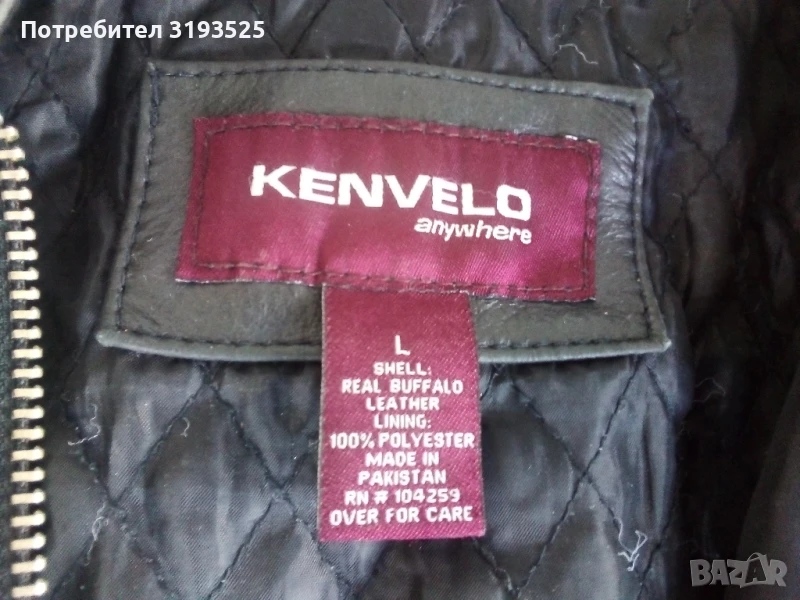 Потребител 3193525
KENVELO
anywhere
L
SHELL:
REAL BUFFALO
LEATHER
LINING:
100% POLYESTER
MADE IN
PAKISTAN
RN # 104259
OVER FOR CARE
BAZAR